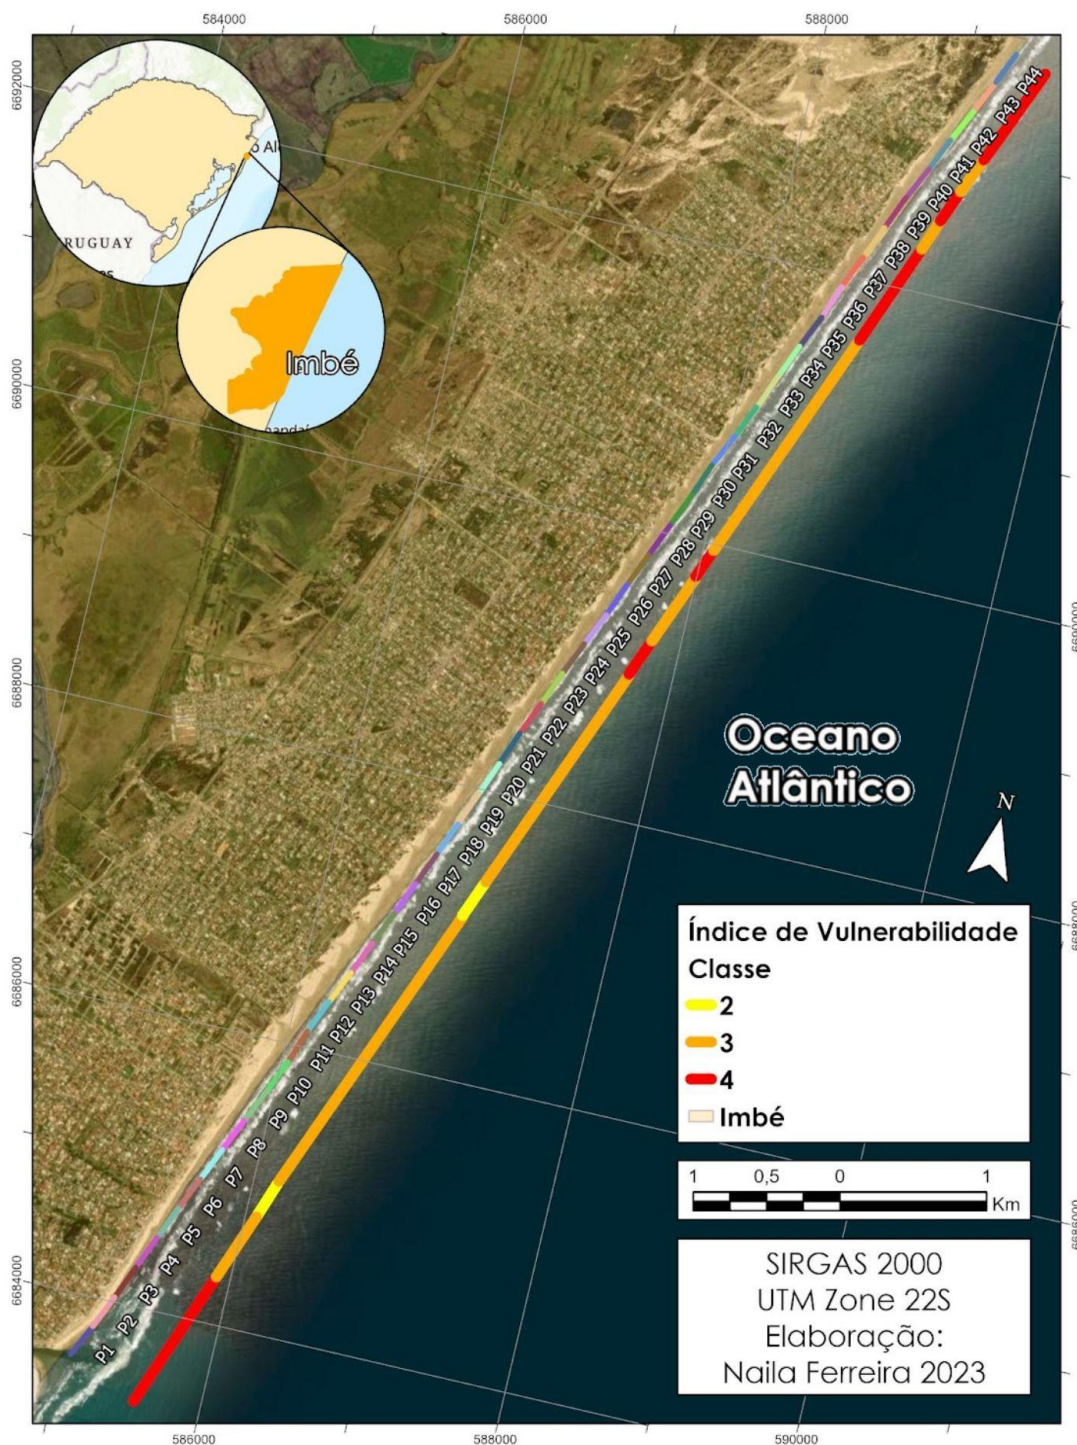 584000
586000
588000
6692000
6690000
6688000
6686000
6684000
RUGUAY
Imbé
P44
P43
P42
P41
P40
P39
P38
P37
P36
P35
P34
P33
P32
P31
P30
P29
P28
P27
P26
P25
P24
P23
P22
P21
P20
P19
P18
P17
P16
P15
P14
P13
P12
P11
P10
P9
P8
P7
P6
P5
P4
P3
P2
P1
Oceano
Atlântico
N
Índice de Vulnerabilidade
Classe
2
3
4
Imbé
1 0,5 0 1
Km
SIRGAS 2000
UTM Zone 22S
Elaboração:
Naila Ferreira 2023
6690000
6688000
6686000
586000
588000
590000